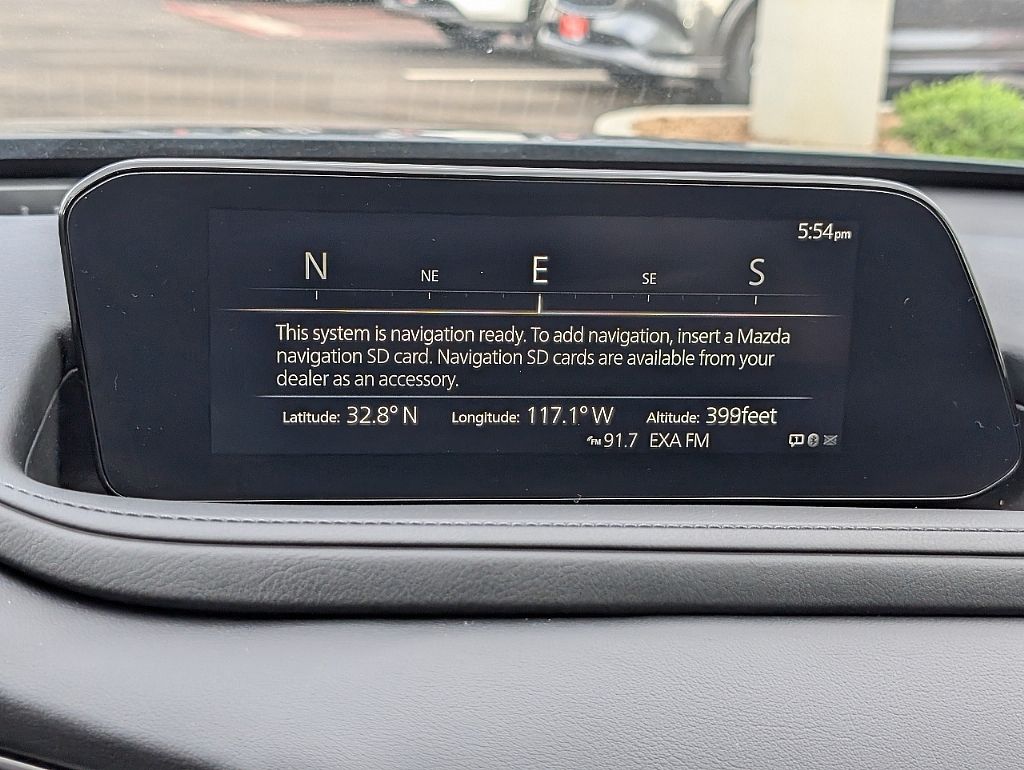 5:54pm
N NE E SE S
This system is navigation ready. To add navigation, insert a Mazda
navigation SD card. Navigation SD cards are available from your
dealer as an accessory.
Latitude: 32.8° N Longitude: 117.1° W Altitude: 399feet
FM 91.7 EXA FM